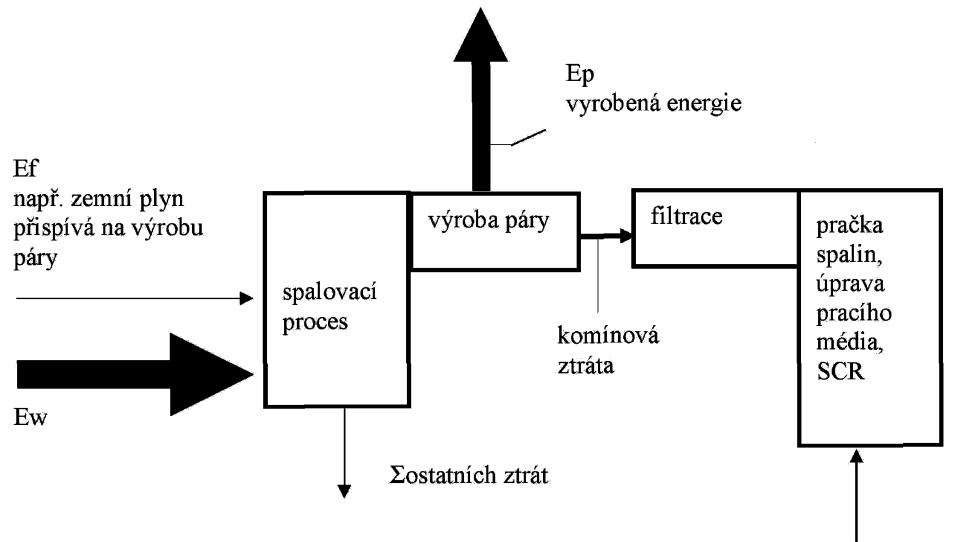 Ep
vyrobená energie
Ef
např. zemní plyn
přispívá na výrobu
páry
výroba páry
filtrace
pračka
spalin,
úprava
pracího
média,
SCR
spalovací
proces
komínová
ztráta
Ew
Σostatních ztrát